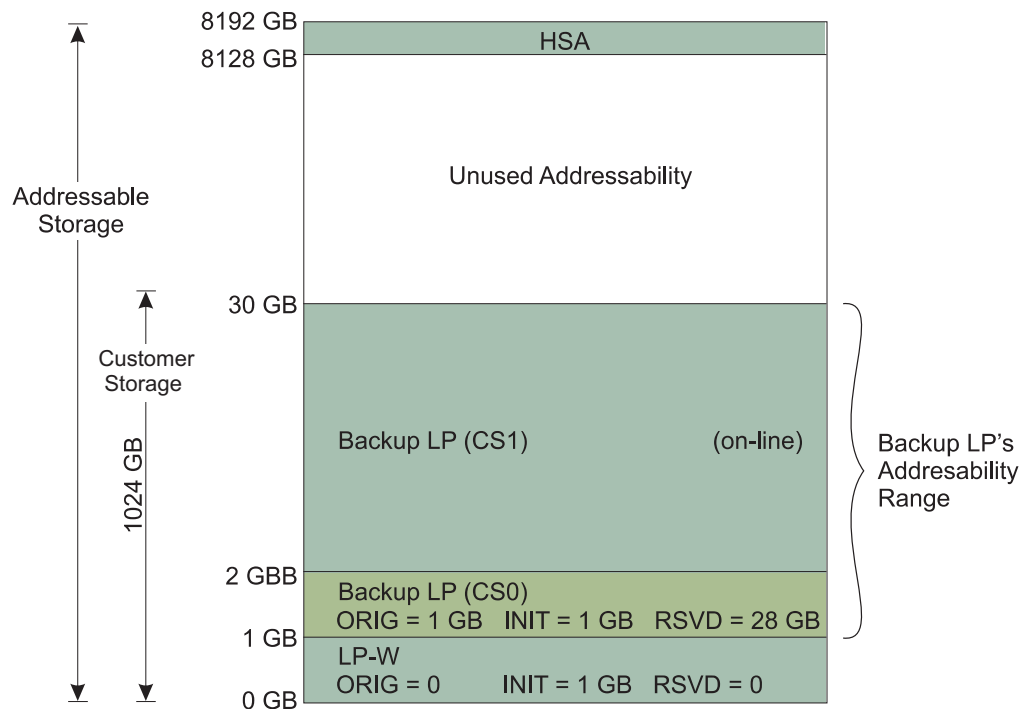 8192 GB
HSA
8128 GB
Unused Addressability
Addressable
Storage
30 GB
Customer
Storage
1024 GB
Backup LP (CS1) (on-line)
Backup LP's
Addresability
Range
2 GBB
Backup LP (CS0)
ORIG = 1 GB INIT = 1 GB RSVD = 28 GB
1 GB
LP-W
ORIG = 0 INIT = 1 GB RSVD = 0
0 GB